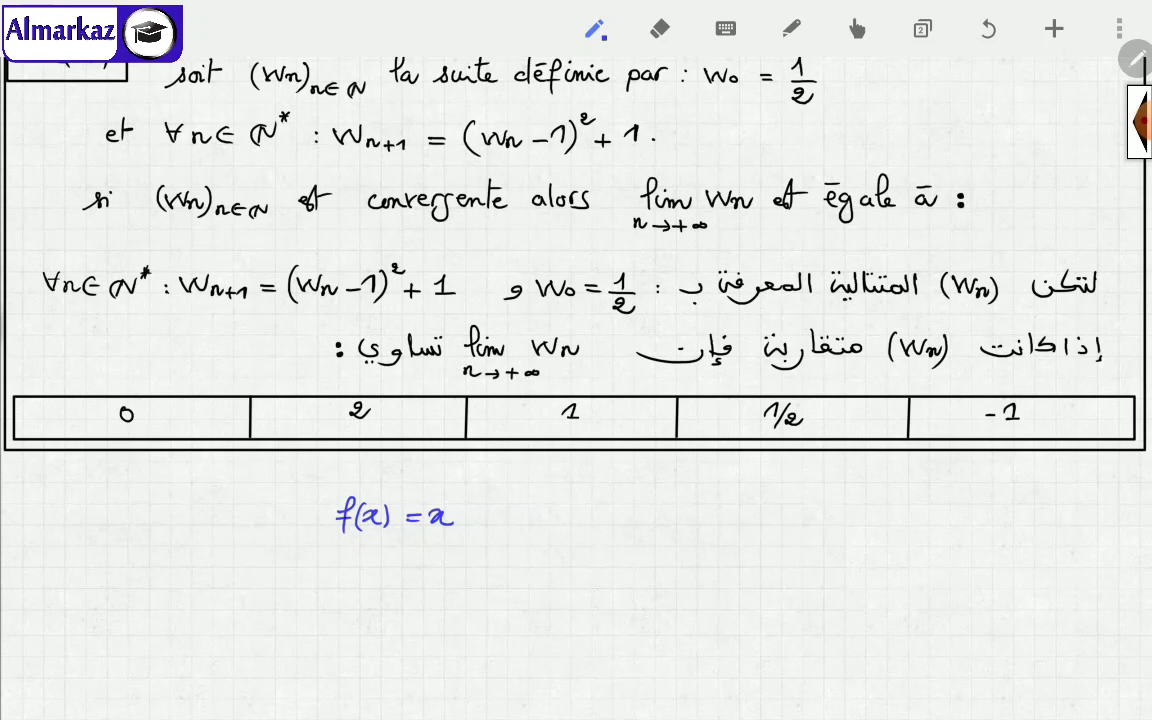 Almarkaz
soit (Wn)n∈ℕ la suite définie par : W₀ = 1/2
et ∀n∈ ℕ* : Wn+1 = (Wn - 1)² + 1.
si (Wn)n∈ℕ est convergente alors lim n→+∞ Wn est égale à :
لتكن (Wn) المتتالية المعرفة ب : W₀ = 1/2 و ∀n∈ ℕ* : Wn+1 = (Wn - 1)² + 1
إذا كانت (Wn) متقاربة فإن lim n→+∞ Wn تساوي :
0 2 1 1/2 -1
f(x) = x